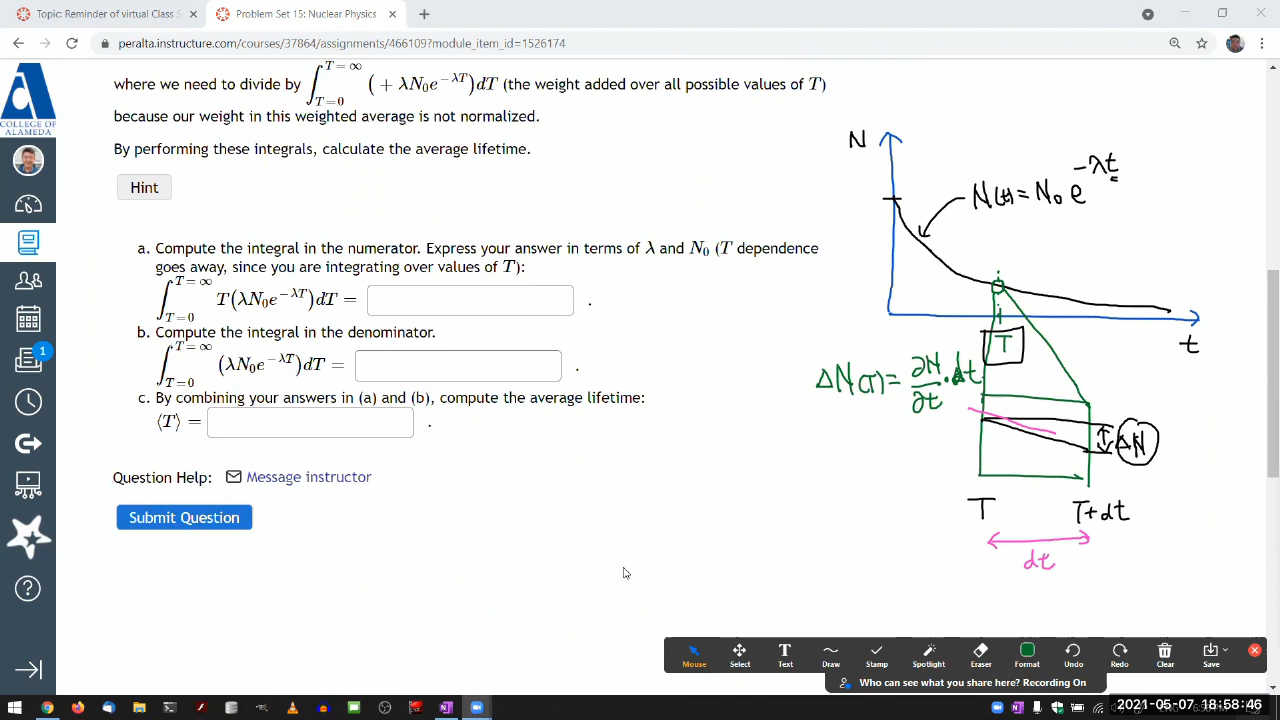 Topic: Reminder of virtual Class S
Problem Set 15: Nuclear Physics
peralta.instructure.com/courses/37864/assignments/466109?module_item_id=1526174
COLLEGE OF
ALAMEDA
1
where we need to divide by ∫_{T=0}^{T=∞} (+ λN₀e^{−λT})dT (the weight added over all possible values of T)
because our weight in this weighted average is not normalized.
By performing these integrals, calculate the average lifetime.
Hint
a. Compute the integral in the numerator. Express your answer in terms of λ and N₀ (T dependence
goes away, since you are integrating over values of T):
∫_{T=0}^{T=∞} T(λN₀e^{−λT})dT = .
b. Compute the integral in the denominator.
∫_{T=0}^{T=∞} (λN₀e^{−λT})dT = .
c. By combining your answers in (a) and (b), compute the average lifetime:
⟨T⟩ = .
Question Help: Message instructor
Submit Question
N
N(t) = N₀ e^{−λt}
t
T
ΔN(T) = ∂N/∂t · dt
ΔN
T
T+dt
dt
Mouse Select Text Draw Stamp Spotlight Eraser Format Undo Redo Clear Save
Who can see what you share here? Recording On
2021-05-07 18:58:46